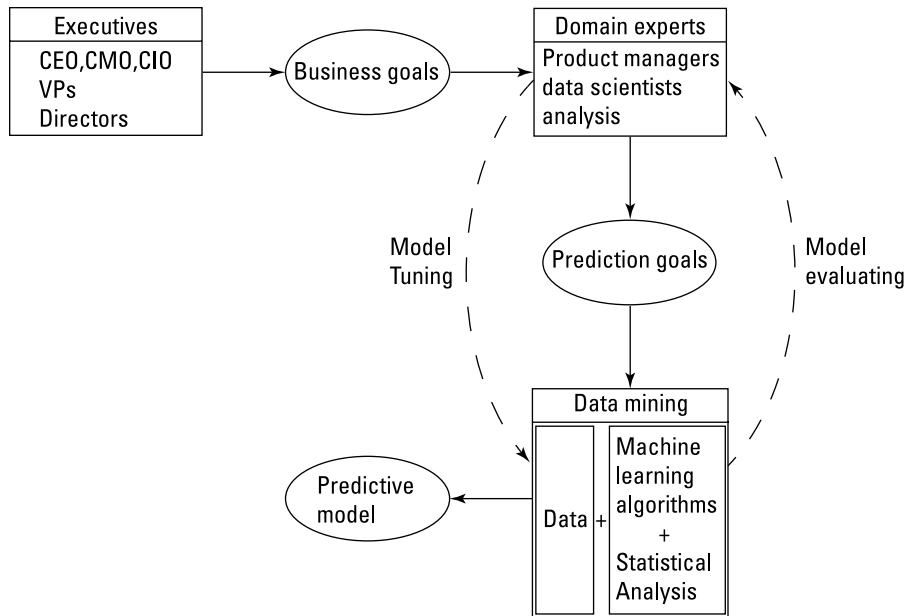 Executives
CEO,CMO,CIO
VPs
Directors
Business goals
Domain experts
Product managers
data scientists
analysis
Model
Tuning
Prediction goals
Model
evaluating
Data mining
Data
+
Machine
learning
algorithms
+
Statistical
Analysis
Predictive
model